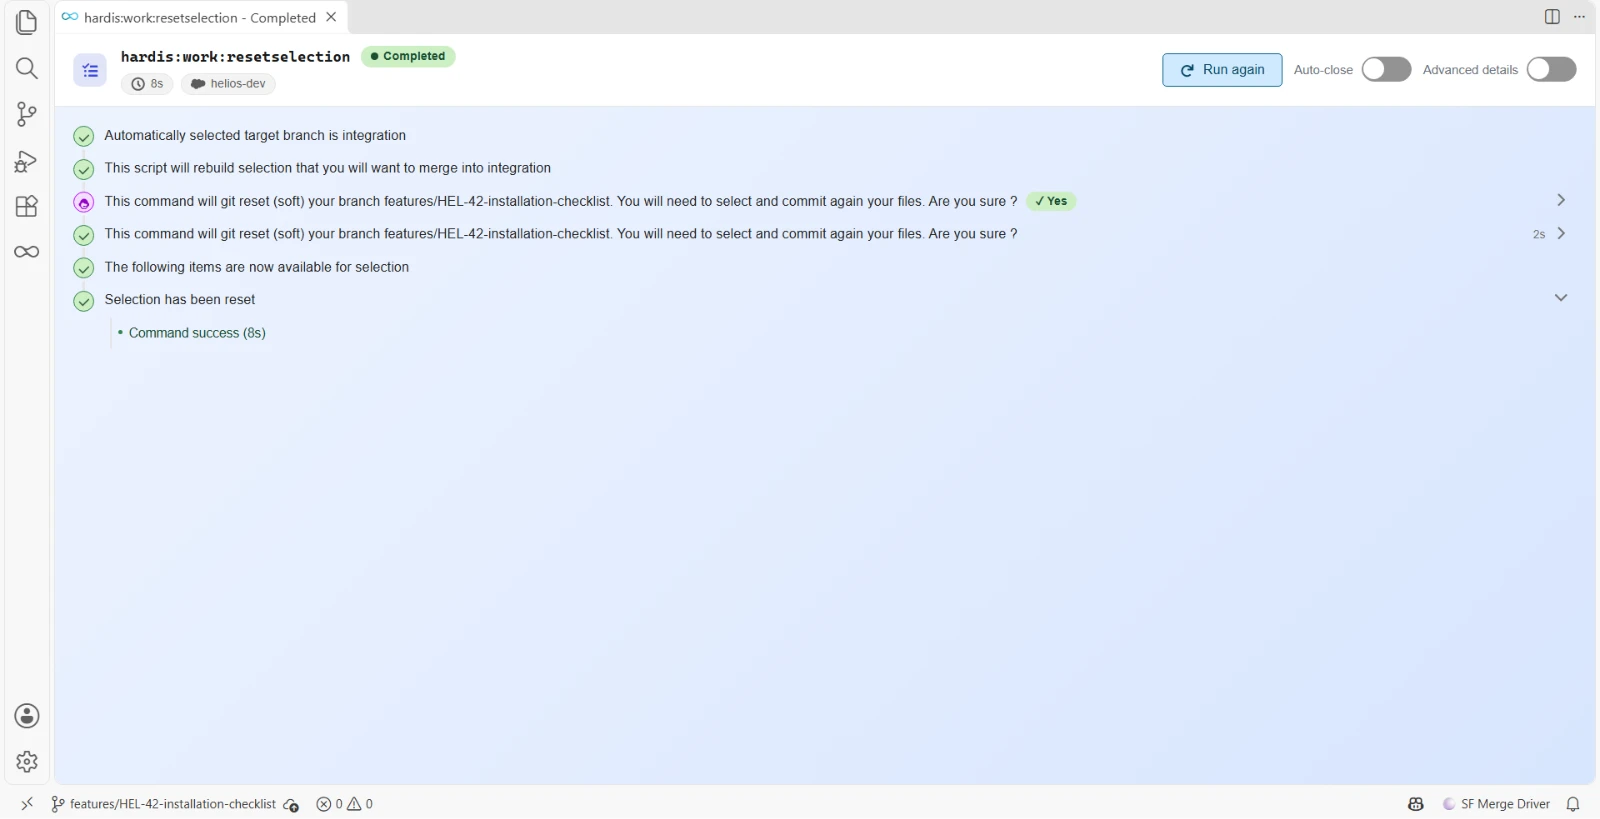 hardis:work:resetselection - Completed
hardis:work:resetselection
Completed
8s
helios-dev
Run again
Auto-close
Advanced details
Automatically selected target branch is integration
This script will rebuild selection that you will want to merge into integration
This command will git reset (soft) your branch features/HEL-42-installation-checklist. You will need to select and commit again your files. Are you sure ? ✓ Yes
This command will git reset (soft) your branch features/HEL-42-installation-checklist. You will need to select and commit again your files. Are you sure ? 2s
The following items are now available for selection
Selection has been reset
• Command success (8s)
features/HEL-42-installation-checklist 0 0 SF Merge Driver